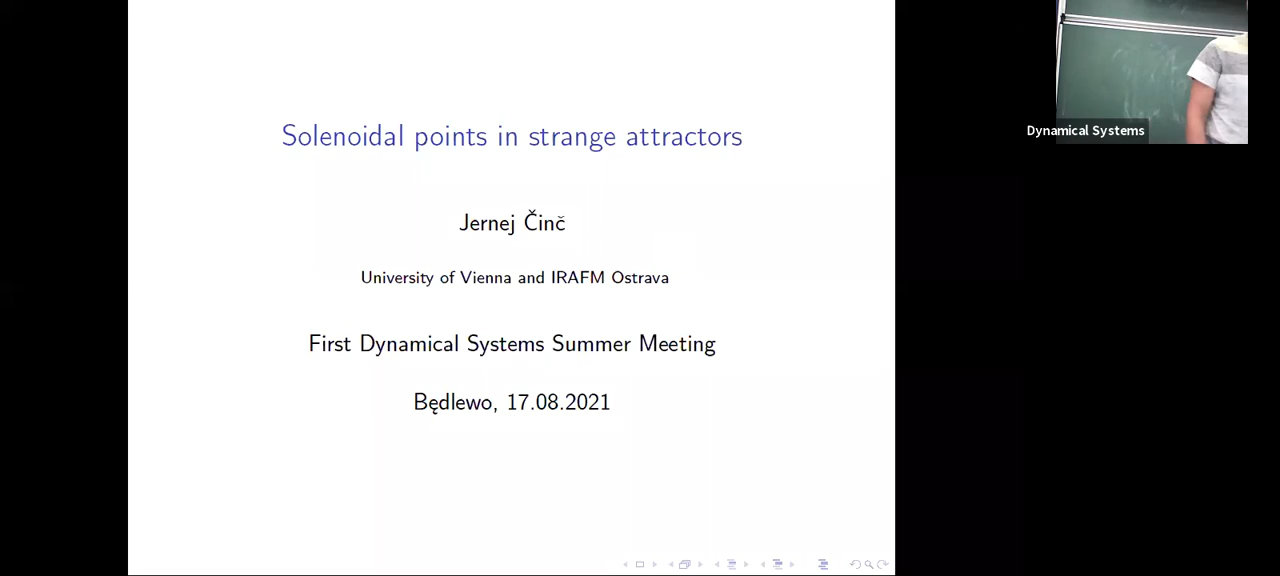 Solenoidal points in strange attractors
Jernej Činč
University of Vienna and IRAFM Ostrava
First Dynamical Systems Summer Meeting
Będlewo, 17.08.2021
Dynamical Systems